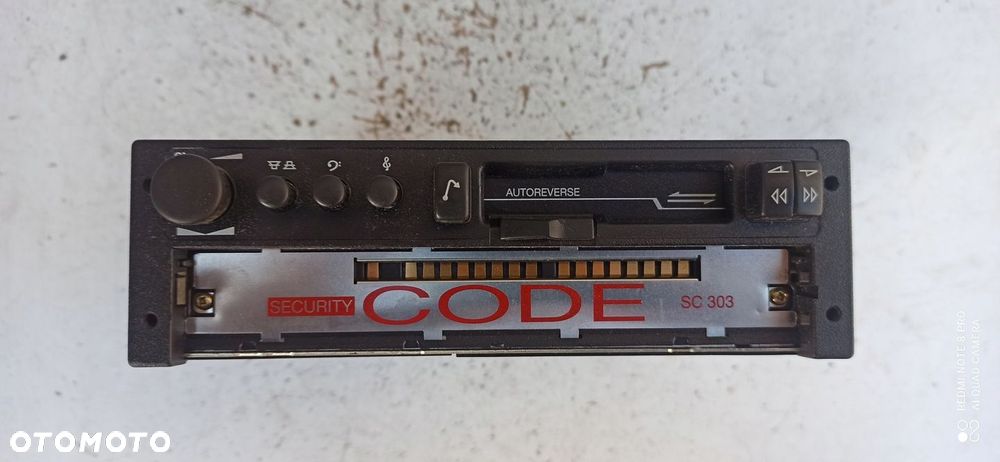 AUTOREVERSE
SECURITY CODE SC 303
OTOMOTO
REDMI NOTE 8 PRO
AI QUAD CAMERA